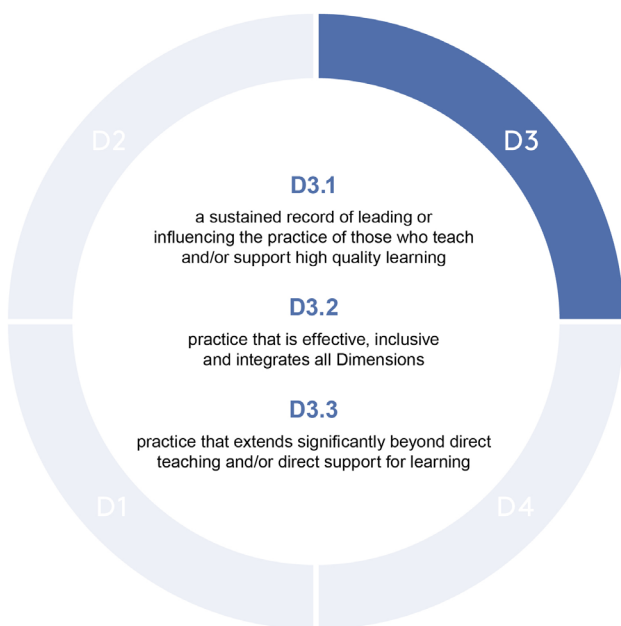 D2
D3
D3.1
a sustained record of leading or
influencing the practice of those who teach
and/or support high quality learning
D3.2
practice that is effective, inclusive
and integrates all Dimensions
D3.3
practice that extends significantly beyond direct
teaching and/or direct support for learning
D1
D4